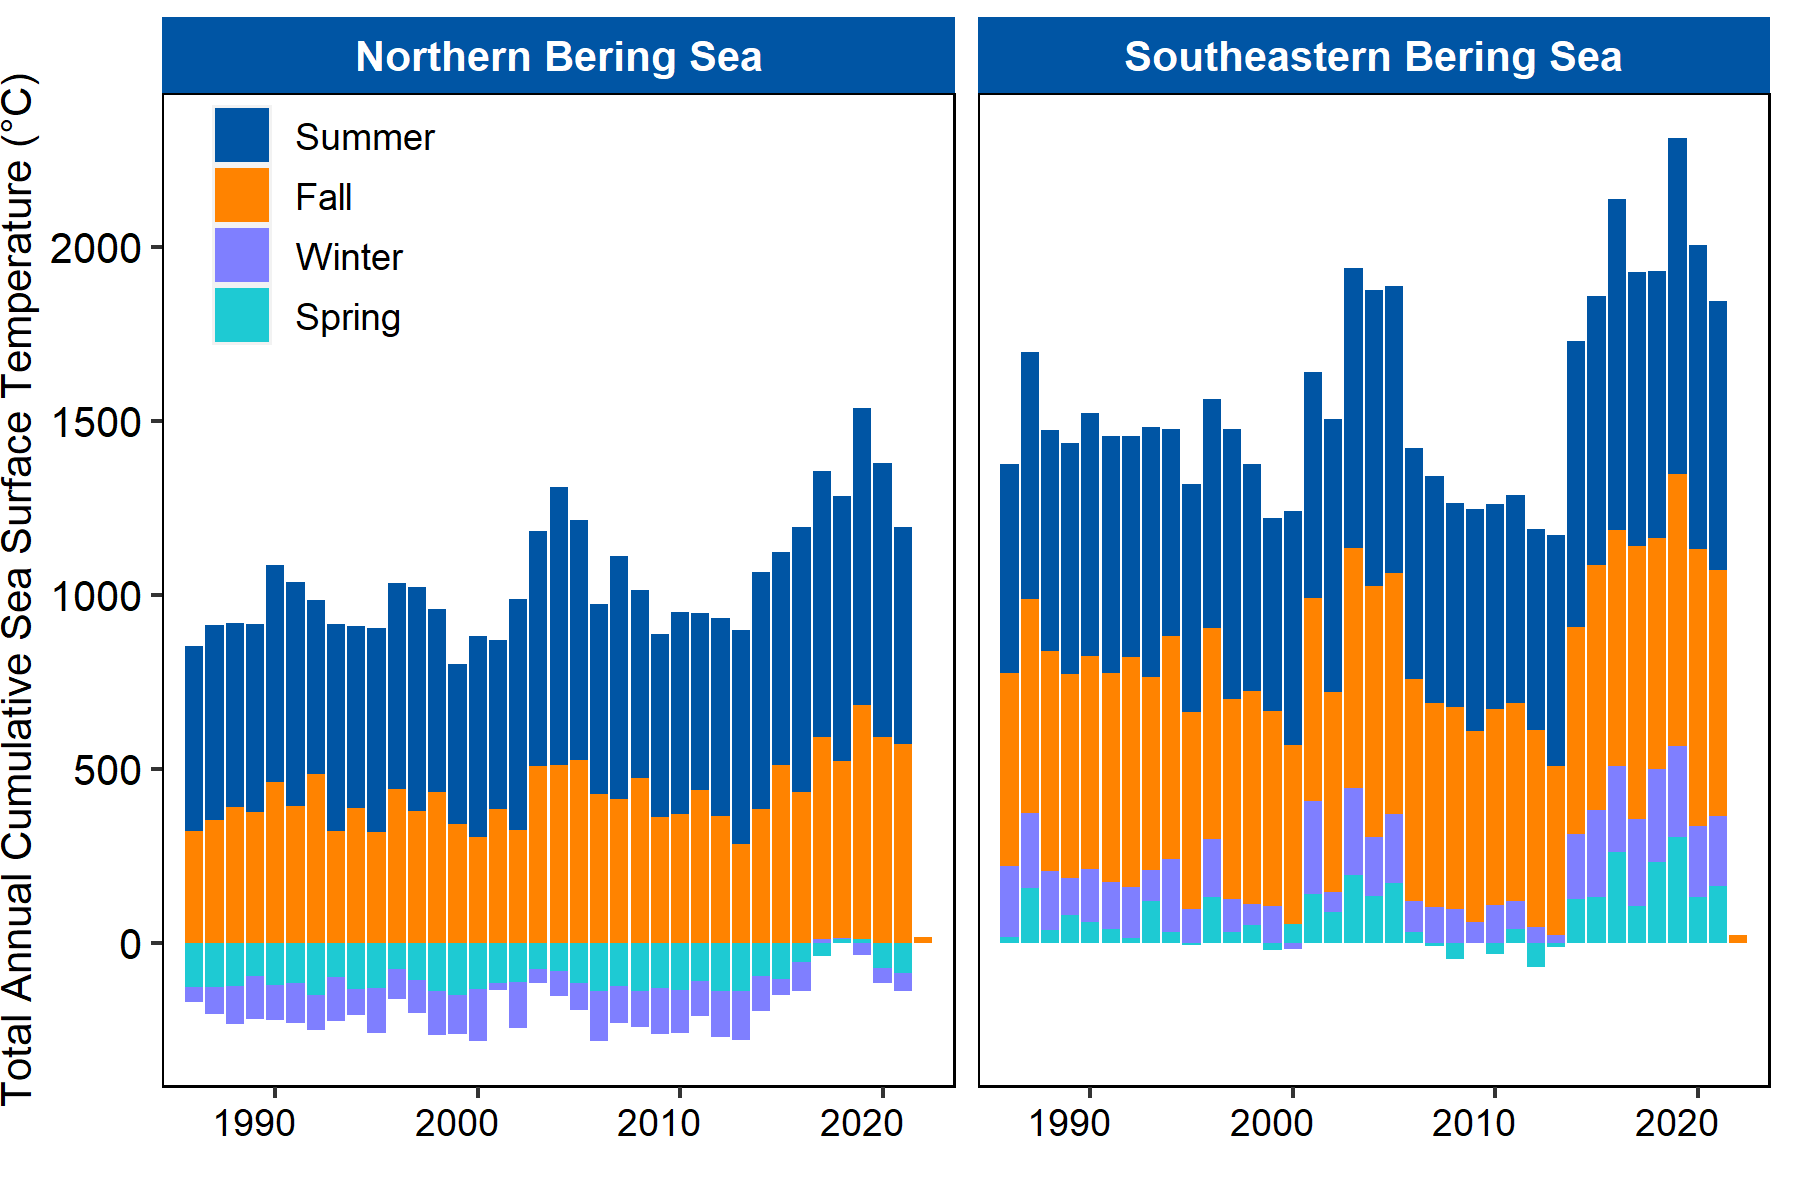 Northern Bering Sea
Southeastern Bering Sea
Total Annual Cumulative Sea Surface Temperature (°C)
Summer
Fall
Winter
Spring
2000
1500
1000
500
0
1990 2000 2010 2020
1990 2000 2010 2020